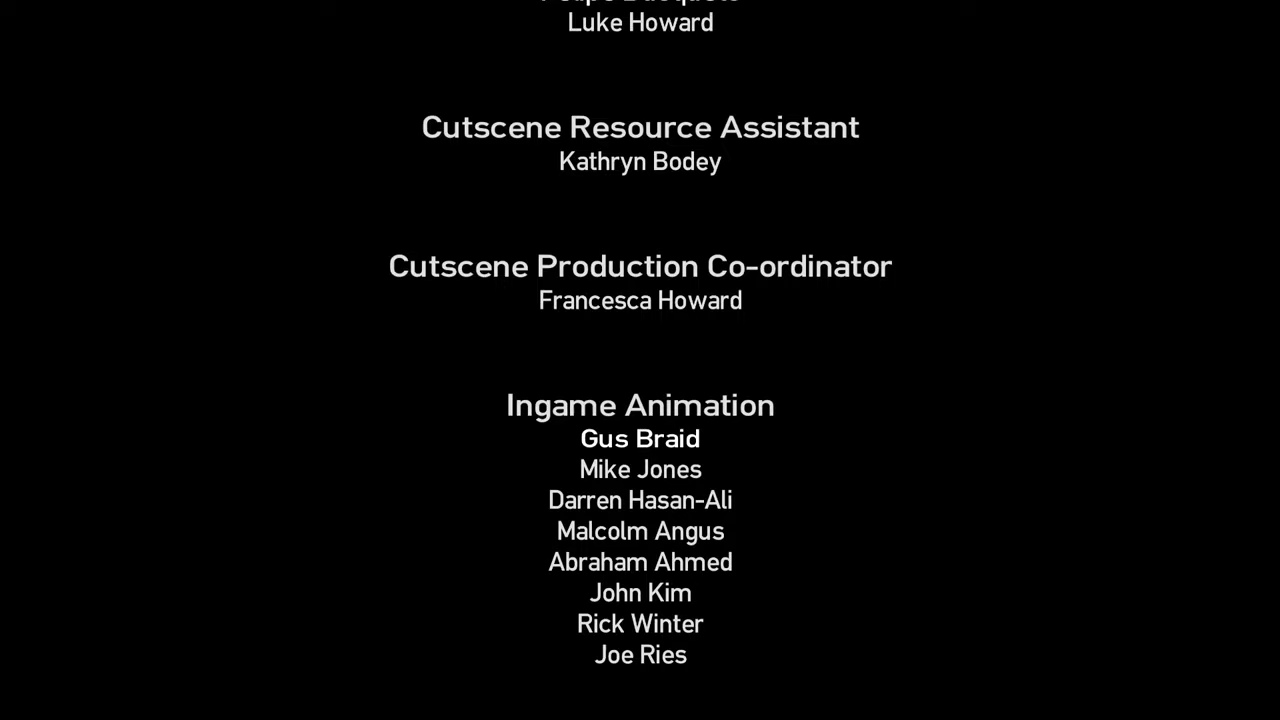 Luke Howard
Cutscene Resource Assistant
Kathryn Bodey
Cutscene Production Co-ordinator
Francesca Howard
Ingame Animation
Gus Braid
Mike Jones
Darren Hasan-Ali
Malcolm Angus
Abraham Ahmed
John Kim
Rick Winter
Joe Ries